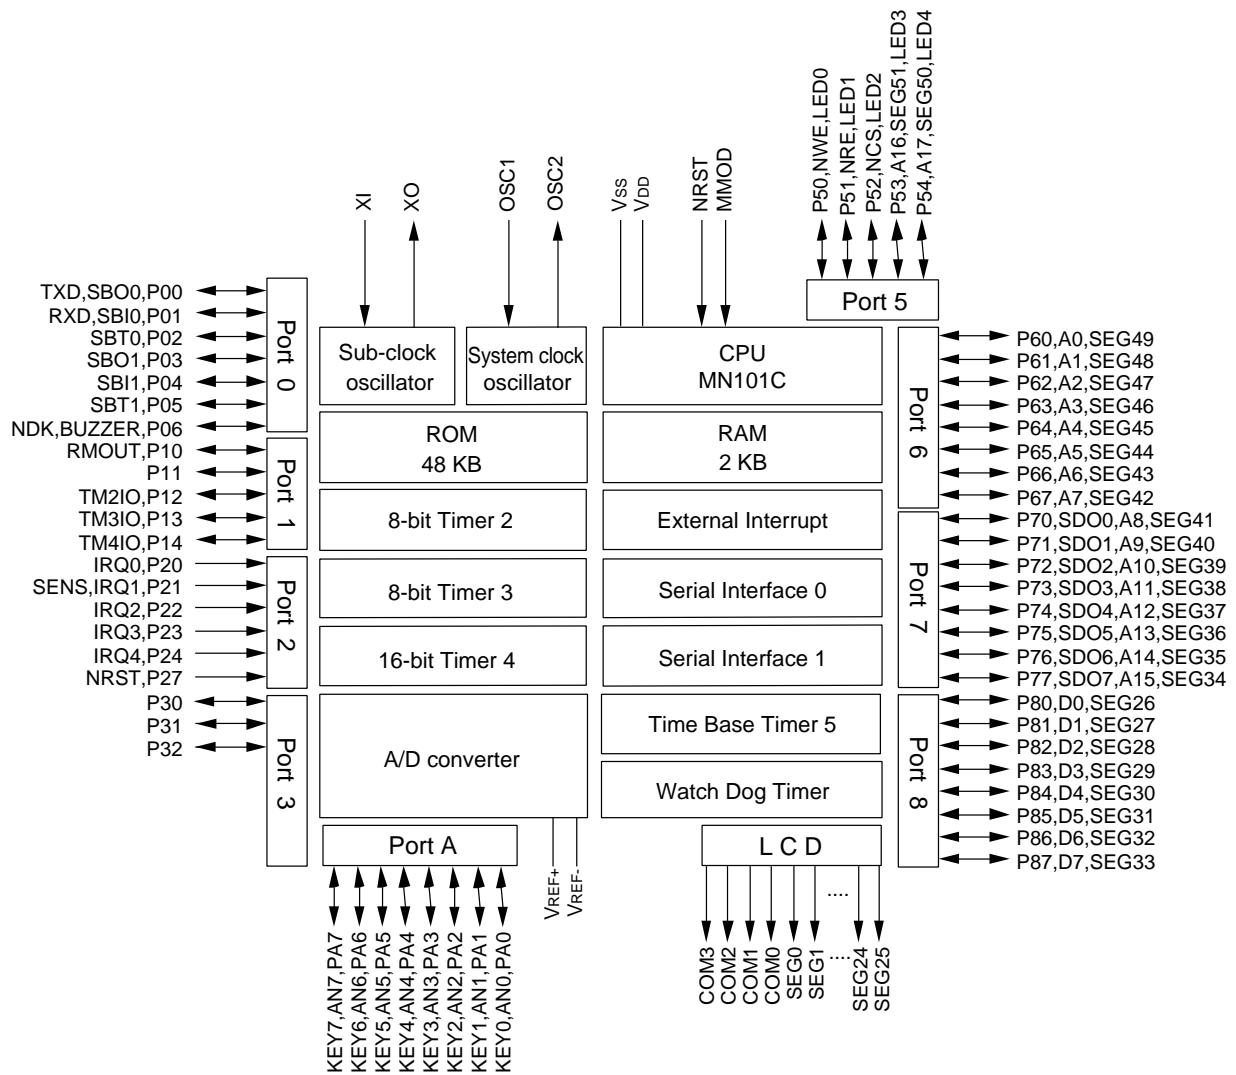 P50,NWE,LED0
P51,NRE,LED1
P52,NCS,LED2
P53,A16,SEG51,LED3
P54,A17,SEG50,LED4
XI
XO
OSC1
OSC2
VSS
VDD
NRST
MMOD
Port 5
TXD,SBO0,P00
RXD,SBI0,P01
SBT0,P02
SBO1,P03
SBI1,P04
SBT1,P05
NDK,BUZZER,P06
Port 0
RMOUT,P10
P11
TM2IO,P12
TM3IO,P13
TM4IO,P14
Port 1
IRQ0,P20
SENS,IRQ1,P21
IRQ2,P22
IRQ3,P23
IRQ4,P24
NRST,P27
Port 2
P30
P31
P32
Port 3
Sub-clock
oscillator
System clock
oscillator
CPU
MN101C
ROM
48 KB
RAM
2 KB
8-bit Timer 2
External Interrupt
8-bit Timer 3
Serial Interface 0
16-bit Timer 4
Serial Interface 1
A/D converter
Time Base Timer 5
Watch Dog Timer
Port A
L C D
Port 6
P60,A0,SEG49
P61,A1,SEG48
P62,A2,SEG47
P63,A3,SEG46
P64,A4,SEG45
P65,A5,SEG44
P66,A6,SEG43
P67,A7,SEG42
Port 7
P70,SDO0,A8,SEG41
P71,SDO1,A9,SEG40
P72,SDO2,A10,SEG39
P73,SDO3,A11,SEG38
P74,SDO4,A12,SEG37
P75,SDO5,A13,SEG36
P76,SDO6,A14,SEG35
P77,SDO7,A15,SEG34
Port 8
P80,D0,SEG26
P81,D1,SEG27
P82,D2,SEG28
P83,D3,SEG29
P84,D4,SEG30
P85,D5,SEG31
P86,D6,SEG32
P87,D7,SEG33
KEY7,AN7,PA7
KEY6,AN6,PA6
KEY5,AN5,PA5
KEY4,AN4,PA4
KEY3,AN3,PA3
KEY2,AN2,PA2
KEY1,AN1,PA1
KEY0,AN0,PA0
VREF+
VREF-
COM3
COM2
COM1
COM0
SEG0
SEG1
....
....
SEG24
SEG25